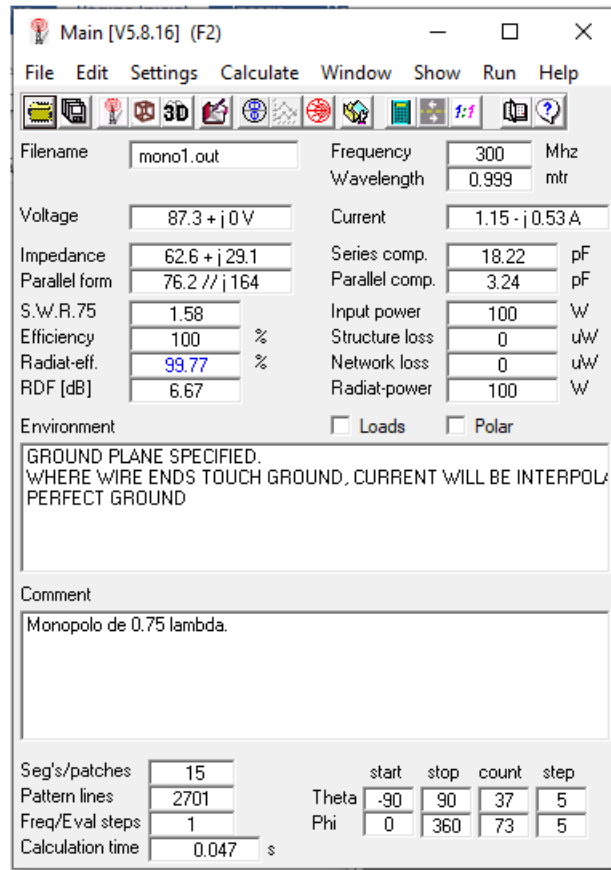 Main [V5.8.16] (F2)
File Edit Settings Calculate Window Show Run Help
3D 1:1
Filename mono1.out Frequency 300 Mhz
Wavelength 0.999 mtr
Voltage 87.3 + j 0 V Current 1.15 - j 0.53 A
Impedance 62.6 + j 29.1 Series comp. 18.22 pF
Parallel form 76.2 // j 164 Parallel comp. 3.24 pF
S.W.R.75 1.58 Input power 100 W
Efficiency 100 % Structure loss 0 uW
Radiat-eff. 99.77 % Network loss 0 uW
RDF [dB] 6.67 Radiat-power 100 W
Environment Loads Polar
GROUND PLANE SPECIFIED.
WHERE WIRE ENDS TOUCH GROUND, CURRENT WILL BE INTERPOLA
PERFECT GROUND
Comment
Monopolo de 0.75 lambda.
Seg's/patches 15 start stop count step
Pattern lines 2701 Theta -90 90 37 5
Freq/Eval steps 1 Phi 0 360 73 5
Calculation time 0.047 s